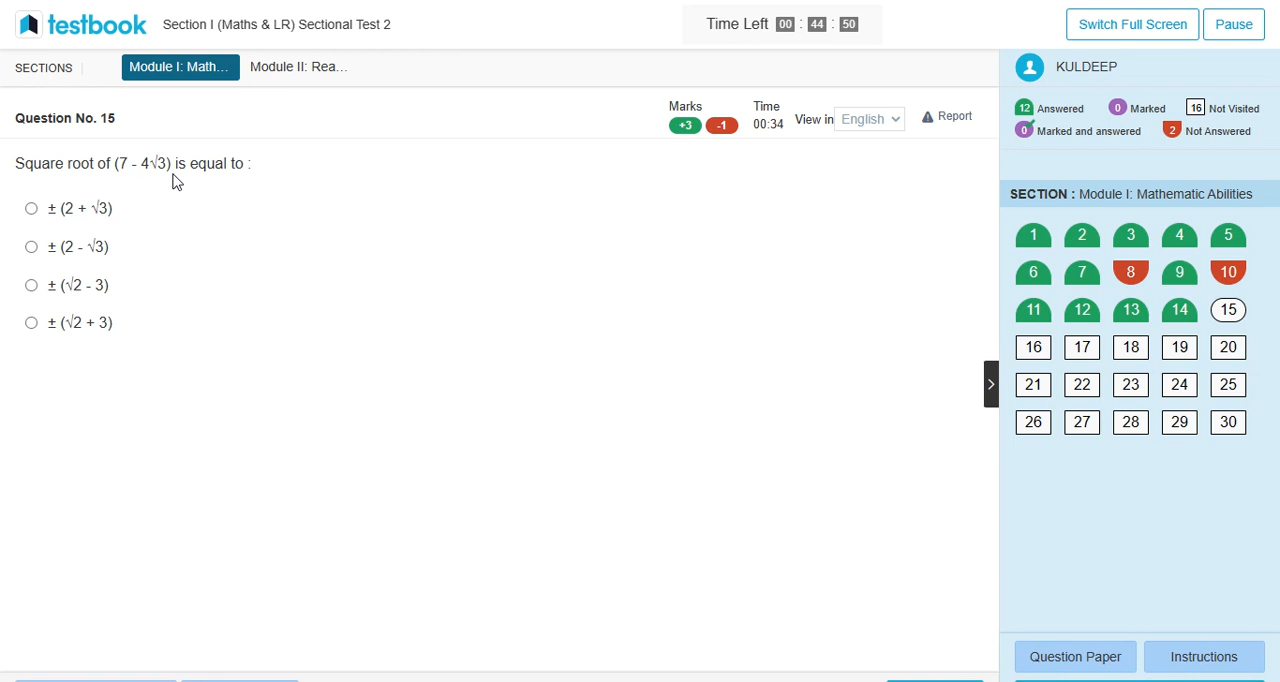 testbook Section I (Maths & LR) Sectional Test 2 Time Left 00 : 44 : 50 Switch Full Screen Pause
SECTIONS Module I: Math... Module II: Rea... KULDEEP
Question No. 15 Marks +3 -1 Time 00:34 View in English Report
12 Answered 0 Marked 16 Not Visited
0 Marked and answered 2 Not Answered
Square root of (7 - 4√3) is equal to :
± (2 + √3)
± (2 - √3)
± (√2 - 3)
± (√2 + 3)
SECTION : Module I: Mathematic Abilities
1 2 3 4 5
6 7 8 9 10
11 12 13 14 15
16 17 18 19 20
21 22 23 24 25
26 27 28 29 30
Question Paper Instructions